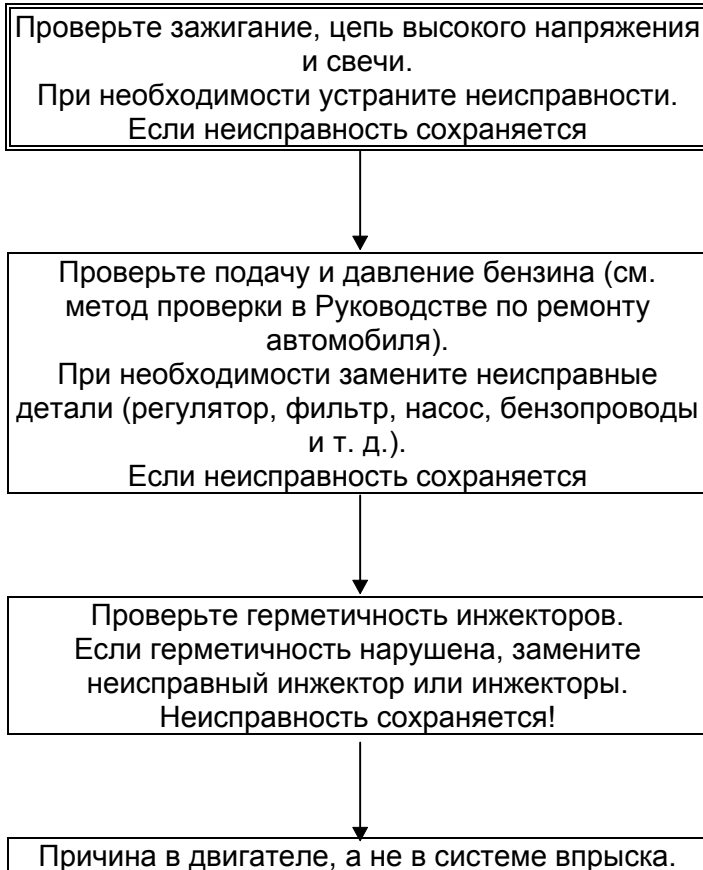 Проверьте зажигание, цепь высокого напряжения
и свечи.
При необходимости устраните неисправности.
Если неисправность сохраняется
Проверьте подачу и давление бензина (см.
метод проверки в Руководстве по ремонту
автомобиля).
При необходимости замените неисправные
детали (регулятор, фильтр, насос, бензопроводы
и т. д.).
Если неисправность сохраняется
Проверьте герметичность инжекторов.
Если герметичность нарушена, замените
неисправный инжектор или инжекторы.
Неисправность сохраняется!
Причина в двигателе, а не в системе впрыска.